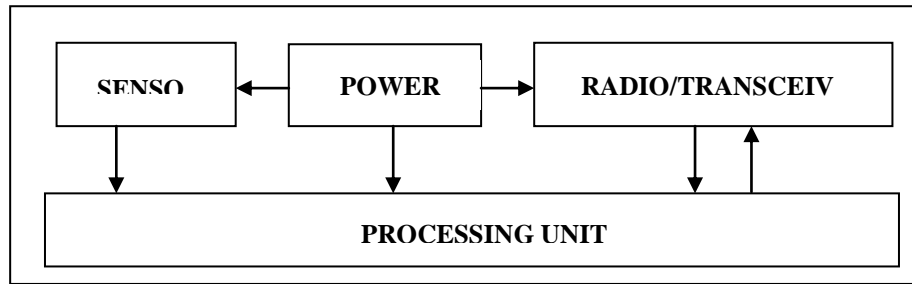 SENSO
POWER
RADIO/TRANSCEIV
PROCESSING UNIT